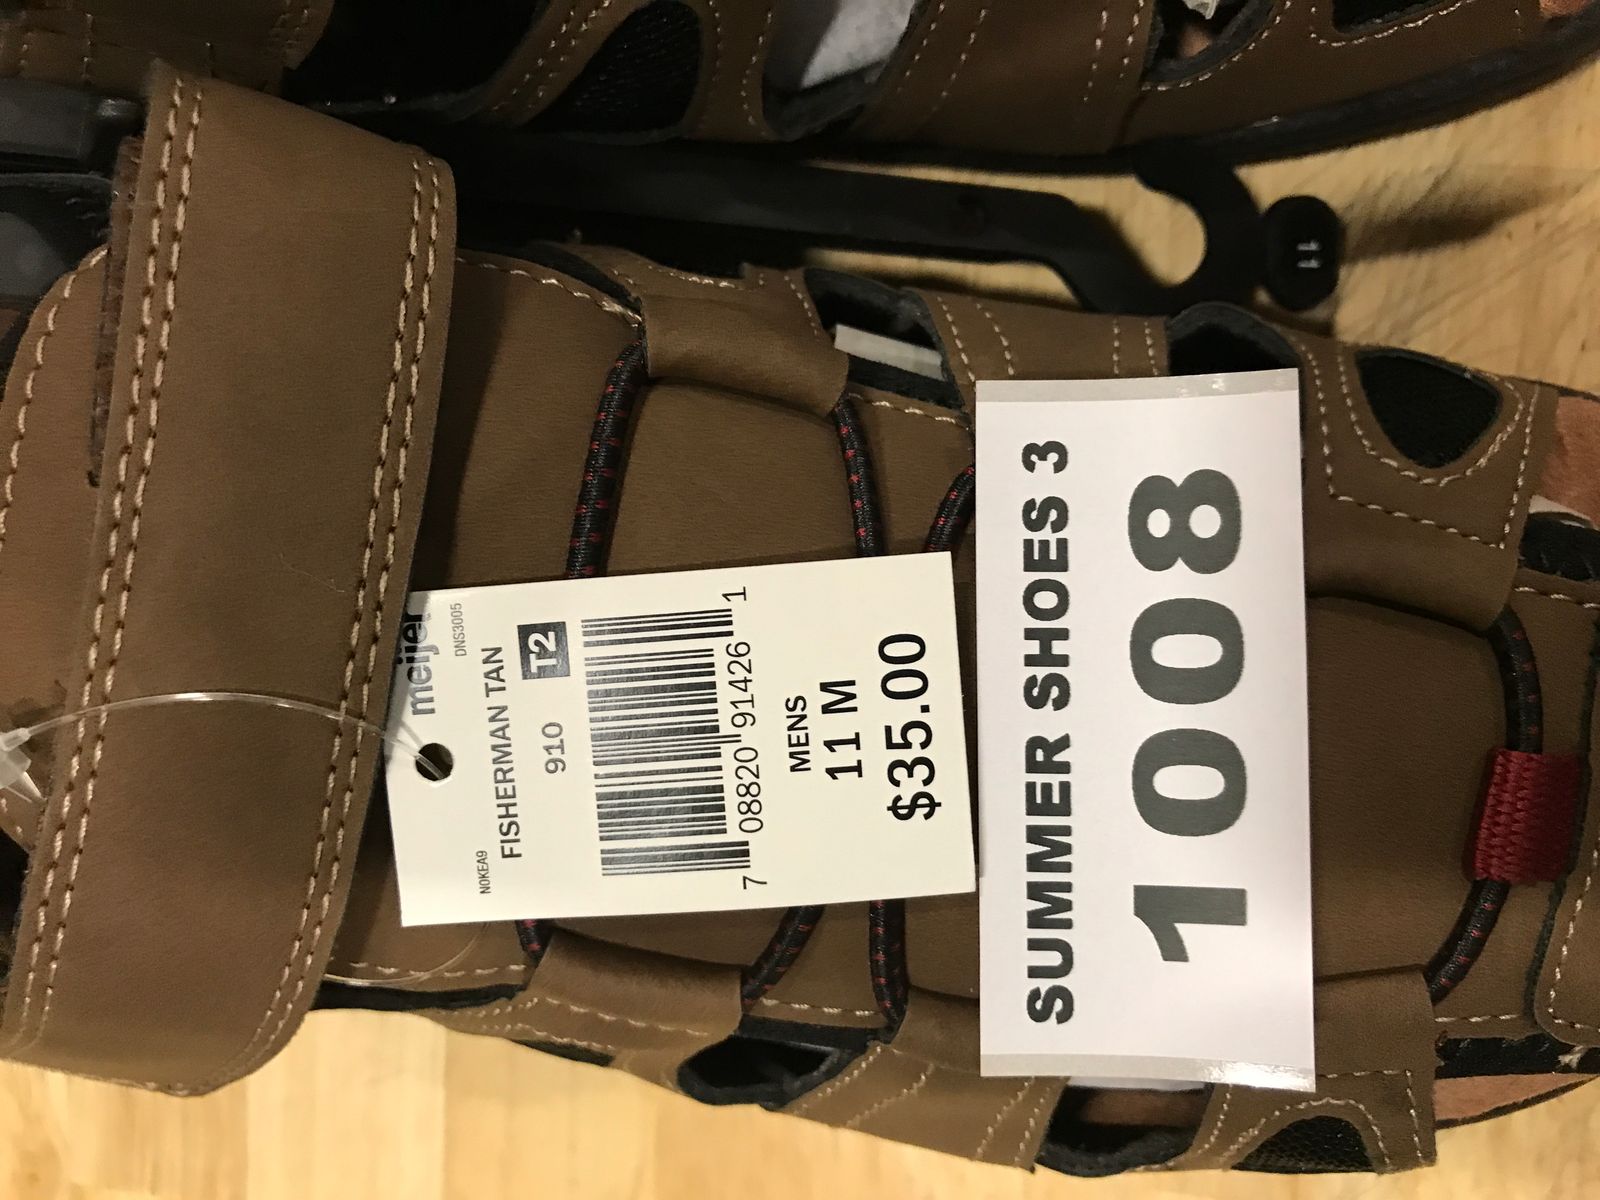 meijer
DNS3005
NOKEA9
FISHERMAN TAN
910 T2
7 08820 91426 1
MENS
11 M
$35.00
SUMMER SHOES 3
1008
11